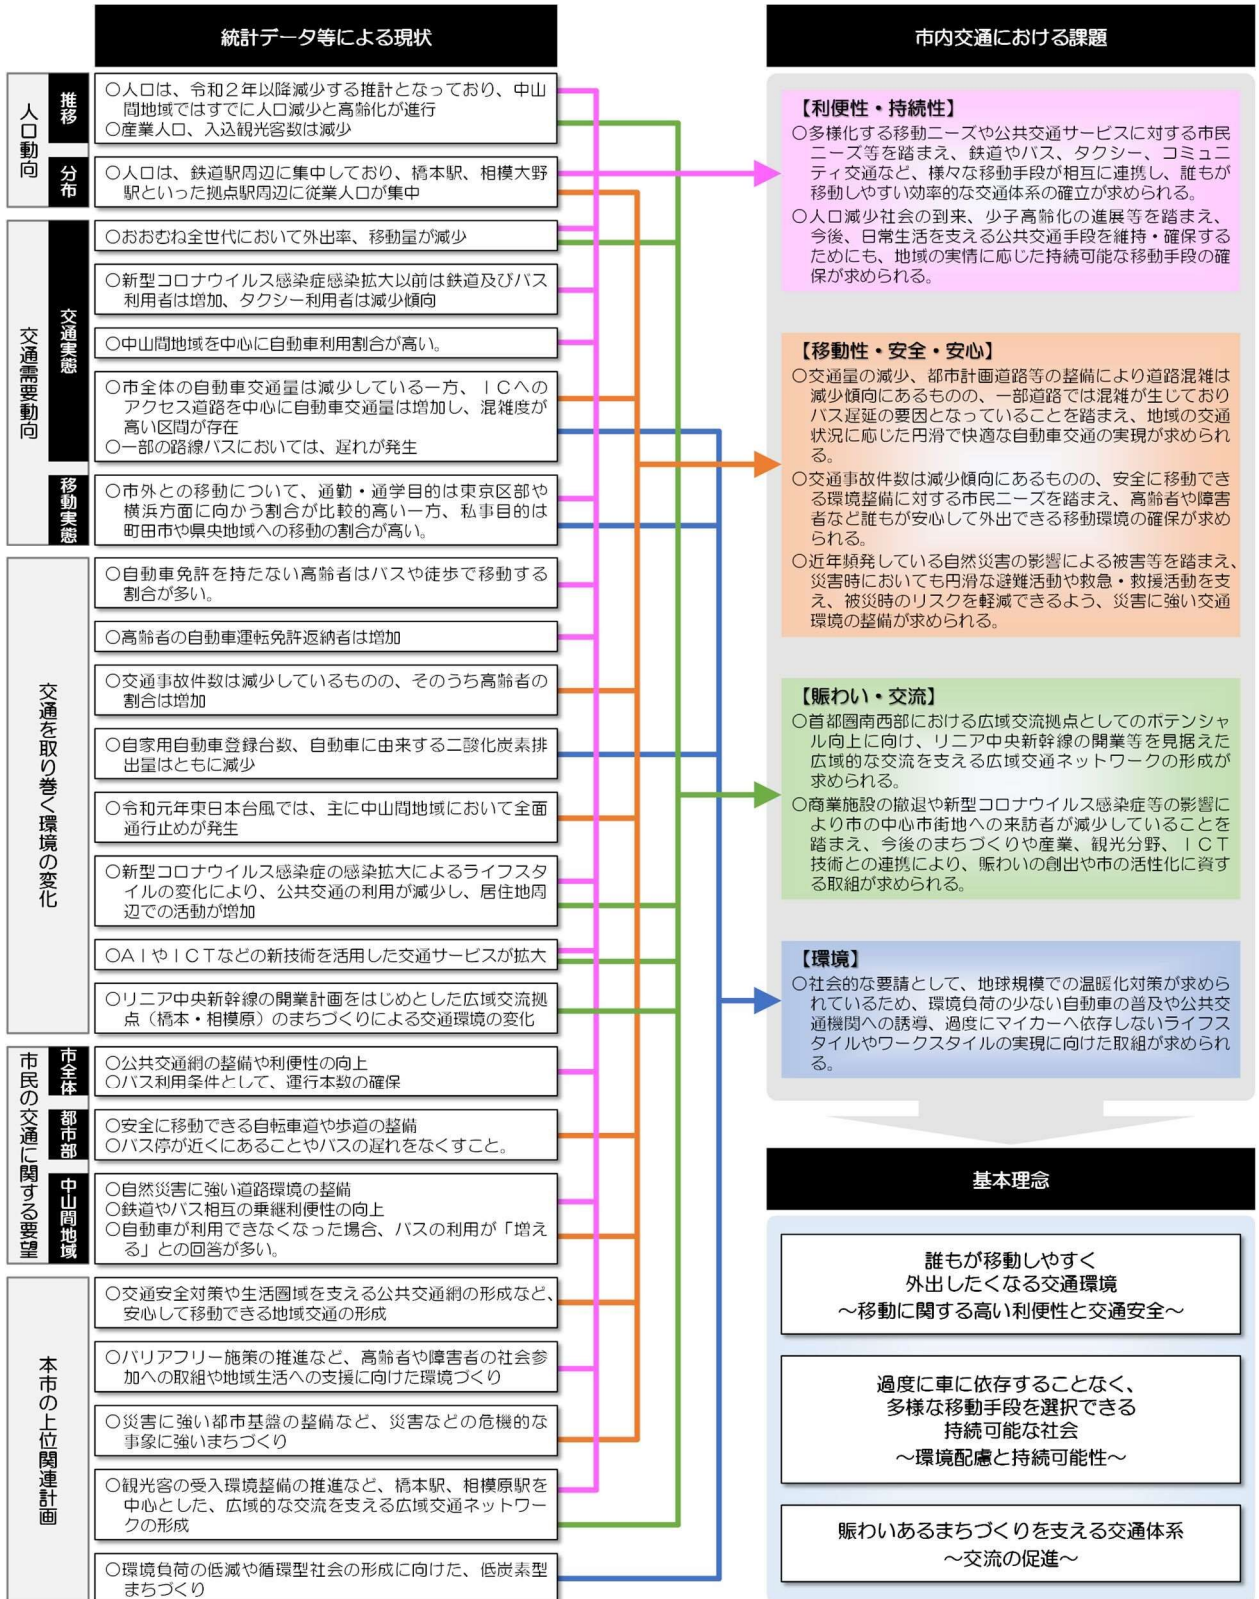 統計データ等による現状
人口動向
推移
○人口は、令和２年以降減少する推計となっており、中山
間地域ではすでに人口減少と高齢化が進行
○産業人口、入込観光客数は減少
分布
○人口は、鉄道駅周辺に集中しており、橋本駅、相模大野
駅といった拠点駅周辺に従業人口が集中
交通需要動向
交通実態
○おおむね全世代において外出率、移動量が減少
○新型コロナウイルス感染症感染拡大以前は鉄道及びバス
利用者は増加、タクシー利用者は減少傾向
○中山間地域を中心に自動車利用割合が高い。
○市全体の自動車交通量は減少している一方、ＩＣへの
アクセス道路を中心に自動車交通量は増加し、混雑度が
高い区間が存在
○一部の路線バスにおいては、遅れが発生
移動実態
○市外との移動について、通勤・通学目的は東京区部や
横浜方面に向かう割合が比較的高い一方、私事目的は
町田市や県央地域への移動の割合が高い。
交通を取り巻く環境の変化
○自動車免許を持たない高齢者はバスや徒歩で移動する
割合が多い。
○高齢者の自動車運転免許返納者は増加
○交通事故件数は減少しているものの、そのうち高齢者の
割合は増加
○自家用自動車登録台数、自動車に由来する二酸化炭素排
出量はともに減少
○令和元年東日本台風では、主に中山間地域において全面
通行止めが発生
○新型コロナウイルス感染症の感染拡大によるライフスタ
イルの変化により、公共交通の利用が減少し、居住地周
辺での活動が増加
○ＡＩやＩＣＴなどの新技術を活用した交通サービスが拡大
○リニア中央新幹線の開業計画をはじめとした広域交流拠
点（橋本・相模原）のまちづくりによる交通環境の変化
市民の交通に関する要望
市全体
○公共交通網の整備や利便性の向上
○バス利用条件として、運行本数の確保
都市部
○安全に移動できる自転車道や歩道の整備
○バス停が近くにあることやバスの遅れをなくすこと。
中山間地域
○自然災害に強い道路環境の整備
○鉄道やバス相互の乗継利便性の向上
○自動車が利用できなくなった場合、バスの利用が「増え
る」との回答が多い。
本市の上位関連計画
○交通安全対策や生活圏域を支える公共交通網の形成など、
安心して移動できる地域交通の形成
○バリアフリー施策の推進など、高齢者や障害者の社会参
加への取組や地域生活への支援に向けた環境づくり
○災害に強い都市基盤の整備など、災害などの危機的な
事象に強いまちづくり
○観光客の受入環境整備の推進など、橋本駅、相模原駅を
中心とした、広域的な交流を支える広域交通ネットワー
クの形成
○環境負荷の低減や循環型社会の形成に向けた、低炭素型
まちづくり
市内交通における課題
【利便性・持続性】
○多様化する移動ニーズや公共交通サービスに対する市民
ニーズ等を踏まえ、鉄道やバス、タクシー、コミュニ
ティ交通など、様々な移動手段が相互に連携し、誰もが
移動しやすい効率的な交通体系の確立が求められる。
○人口減少社会の到来、少子高齢化の進展等を踏まえ、
今後、日常生活を支える公共交通手段を維持・確保する
ためにも、地域の実情に応じた持続可能な移動手段の確
保が求められる。
【移動性・安全・安心】
○交通量の減少、都市計画道路等の整備により道路混雑は
減少傾向にあるものの、一部道路では混雑が生じており
バス遅延の要因となっていることを踏まえ、地域の交通
状況に応じた円滑で快適な自動車交通の実現が求められ
る。
○交通事故件数は減少傾向にあるものの、安全に移動でき
る環境整備に対する市民ニーズを踏まえ、高齢者や障害
者など誰もが安心して外出できる移動環境の確保が求め
られる。
○近年頻発している自然災害の影響による被害等を踏まえ、
災害時においても円滑な避難活動や救急・救援活動を支
え、被災時のリスクを軽減できるよう、災害に強い交通
環境の整備が求められる。
【賑わい・交流】
○首都圏南西部における広域交流拠点としてのポテンシャ
ル向上に向け、リニア中央新幹線の開業等を見据えた
広域的な交流を支える広域交通ネットワークの形成が
求められる。
○商業施設の撤退や新型コロナウイルス感染症等の影響に
より市の中心市街地への来訪者が減少していることを
踏まえ、今後のまちづくりや産業、観光分野、ＩＣＴ
技術との連携により、賑わいの創出や市の活性化に資す
る取組が求められる。
【環境】
○社会的な要請として、地球規模での温暖化対策が求めら
れているため、環境負荷の少ない自動車の普及や公共交
通機関への誘導、過度にマイカーへ依存しないライフス
タイルやワークスタイルの実現に向けた取組が求められ
る。
基本理念
誰もが移動しやすく
外出したくなる交通環境
～移動に関する高い利便性と交通安全～
過度に車に依存することなく、
多様な移動手段を選択できる
持続可能な社会
～環境配慮と持続可能性～
賑わいあるまちづくりを支える交通体系
～交流の促進～